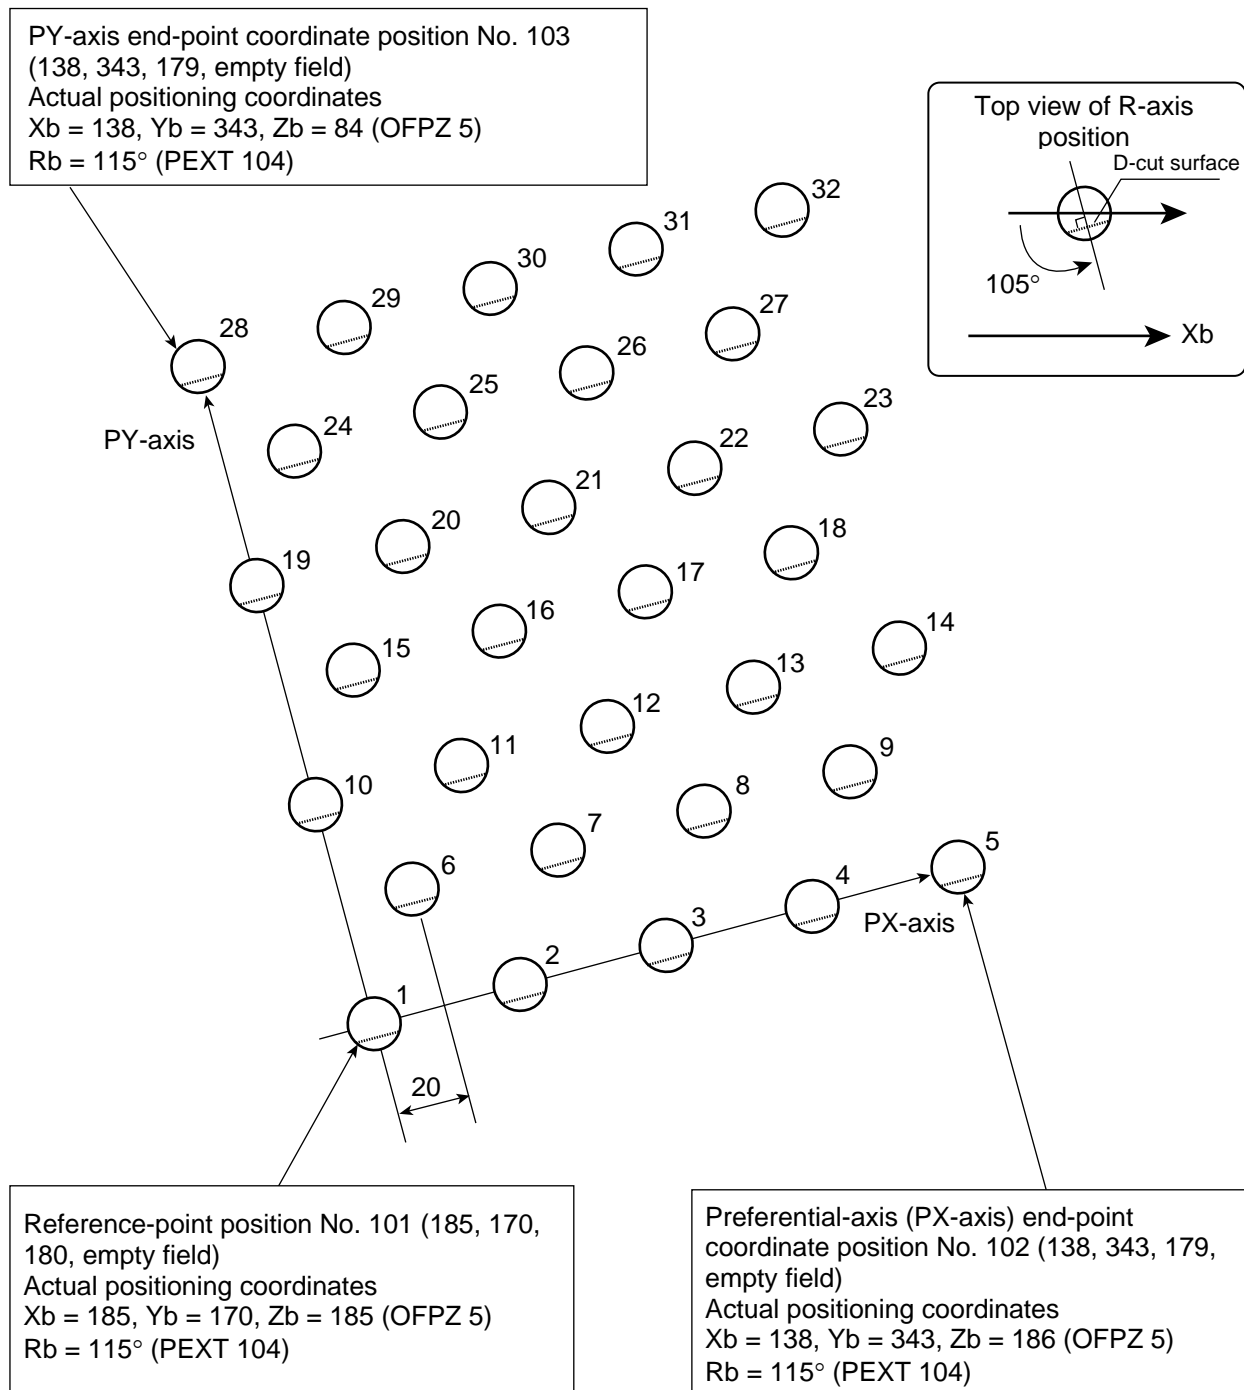 PY-axis end-point coordinate position No. 103
(138, 343, 179, empty field)
Actual positioning coordinates
Xb = 138, Yb = 343, Zb = 84 (OFPZ 5)
Rb = 115° (PEXT 104)
Top view of R-axis
position
D-cut surface
105°
Xb
32
31
30
29
28
27
26
25
24
23
22
21
20
19
18
17
16
15
14
13
12
11
10
9
8
7
6
5
4
3
2
1
PY-axis
PX-axis
20
Reference-point position No. 101 (185, 170,
180, empty field)
Actual positioning coordinates
Xb = 185, Yb = 170, Zb = 185 (OFPZ 5)
Rb = 115° (PEXT 104)
Preferential-axis (PX-axis) end-point
coordinate position No. 102 (138, 343, 179,
empty field)
Actual positioning coordinates
Xb = 138, Yb = 343, Zb = 186 (OFPZ 5)
Rb = 115° (PEXT 104)